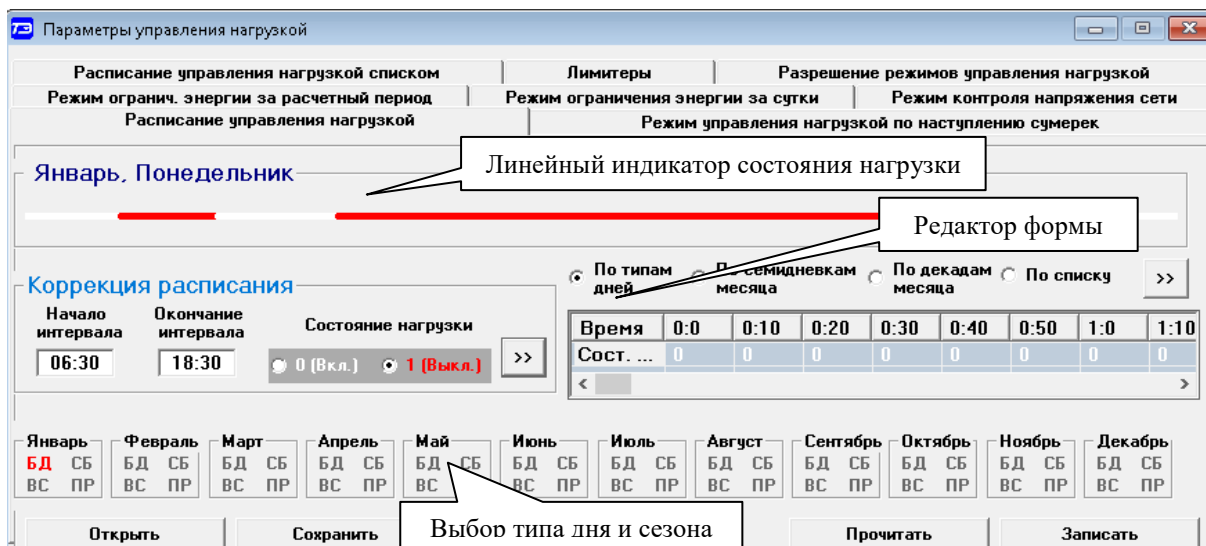 ТЭ Параметры управления нагрузкой
Расписание управления нагрузкой списком Лимитеры Разрешение режимов управления нагрузкой
Режим огранич. энергии за расчетный период Режим ограничения энергии за сутки Режим контроля напряжения сети
Расписание управления нагрузкой Режим управления нагрузкой по наступлению сумерек
Линейный индикатор состояния нагрузки
Январь, Понедельник
Редактор формы
По типам дней По семидневкам месяца По декадам месяца По списку >>
Коррекция расписания
Начало интервала Окончание интервала Состояние нагрузки
06:30 18:30 0 (Вкл.) 1 (Выкл.) >>
Время 0:0 0:10 0:20 0:30 0:40 0:50 1:0 1:10
Сост. ... 0 0 0 0 0 0 0 0
Январь Февраль Март Апрель Май Июнь Июль Август Сентябрь Октябрь Ноябрь Декабрь
БД СБ БД СБ БД СБ БД СБ БД СБ БД СБ БД СБ БД СБ БД СБ БД СБ БД СБ БД СБ
ВС ПР ВС ПР ВС ПР ВС ПР ВС ВС ПР ВС ПР ВС ПР ВС ПР ВС ПР ВС ПР ВС ПР
Выбор типа дня и сезона
Открыть Сохранить Прочитать Записать